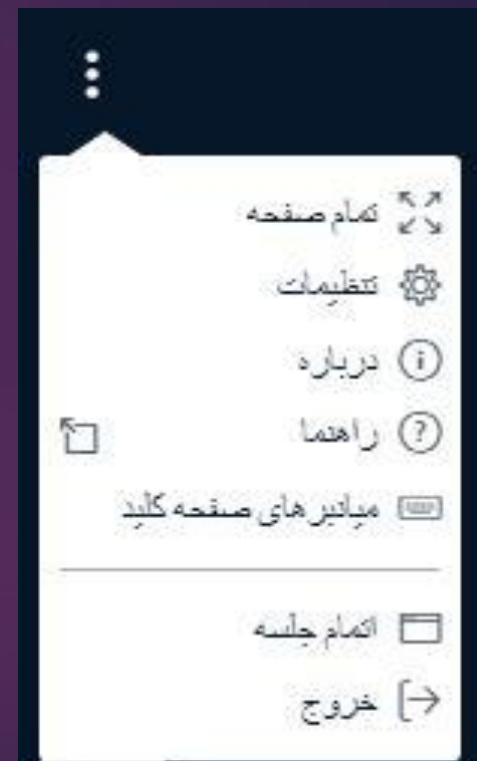 تمام صفحه
تنظیمات
درباره
راهنما
میانبرهای صفحه کلید
اتمام جلسه
خروج